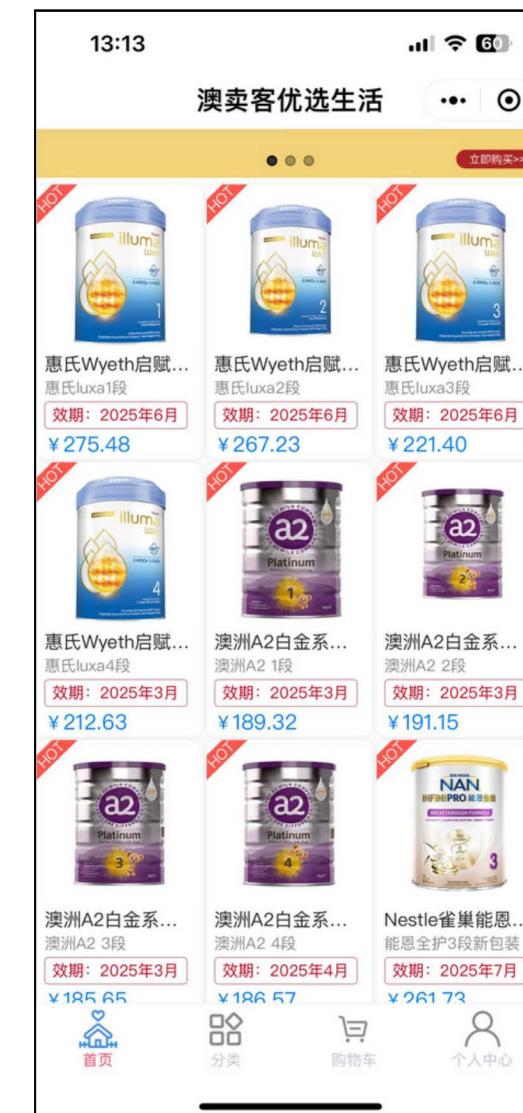 13:13
60
澳卖客优选生活
立即购买>>
HOT
HOT
HOT
illuma
illuma
illuma
1
2
3
惠氏Wyeth启赋...
惠氏Wyeth启赋...
惠氏Wyeth启赋...
惠氏luxa1段
惠氏luxa2段
惠氏luxa3段
效期：2025年6月
效期：2025年6月
效期：2025年6月
¥275.48
¥267.23
¥221.40
HOT
HOT
HOT
illuma
a2
a2
Platinum
Platinum
4
1
2
惠氏Wyeth启赋...
澳洲A2白金系...
澳洲A2白金系...
惠氏luxa4段
澳洲A2 1段
澳洲A2 2段
效期：2025年3月
效期：2025年3月
效期：2025年3月
¥212.63
¥189.32
¥191.15
HOT
HOT
HOT
a2
a2
NAN
INFINIPRO 能恩全護
Platinum
Platinum
3
4
3
澳洲A2白金系...
澳洲A2白金系...
Nestle雀巢能恩...
澳洲A2 3段
澳洲A2 4段
能恩全护3段新包装
效期：2025年3月
效期：2025年4月
效期：2025年7月
¥185.65
¥186.57
¥261.73
首页
分类
购物车
个人中心